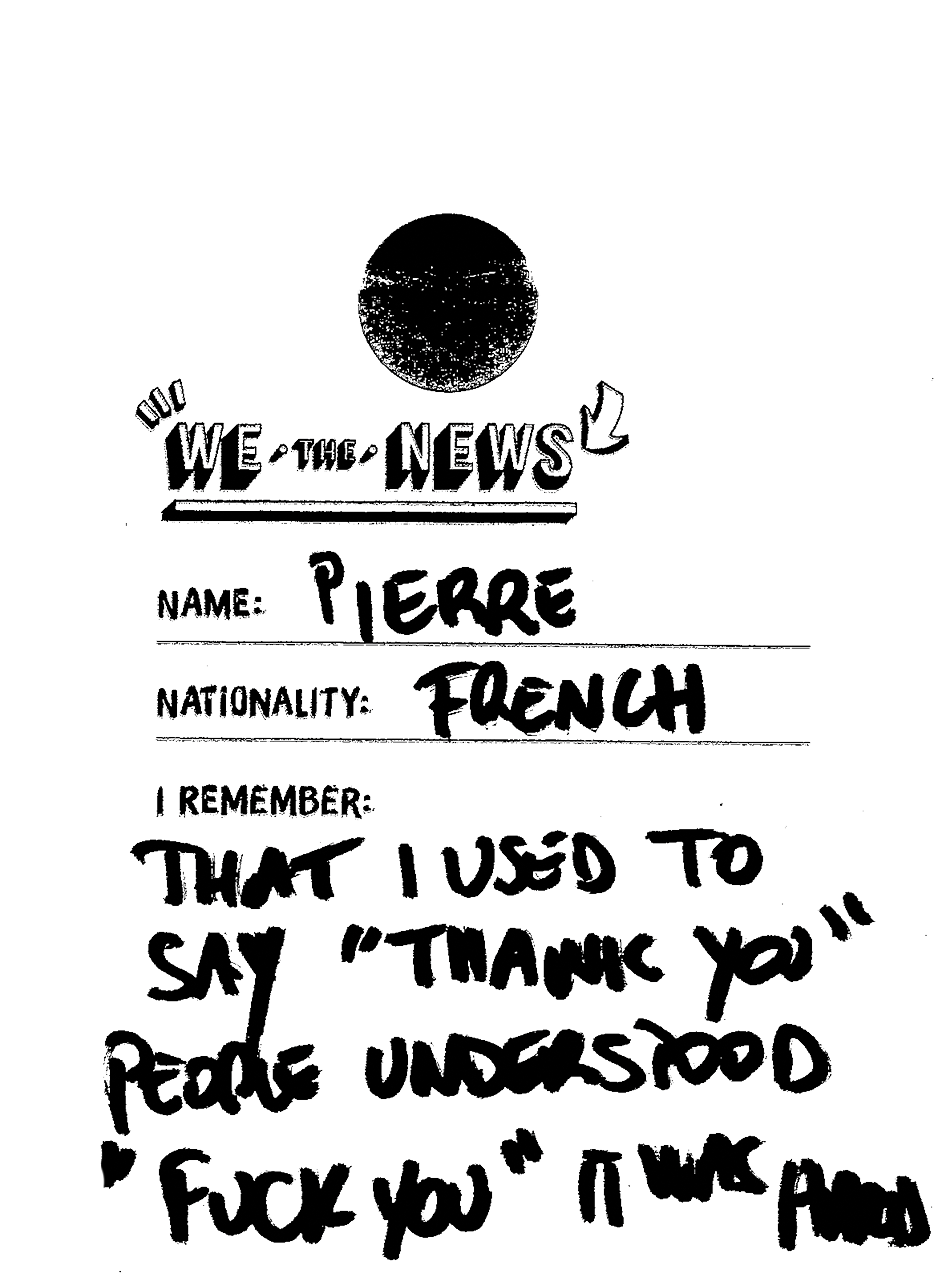 WE THE NEWS
NAME: PIERRE
NATIONALITY: FRENCH
I REMEMBER:
THAT I USED TO
SAY "THANK YOU"
PEOPLE UNDERSTOOD
"FUCK YOU" IT WAS